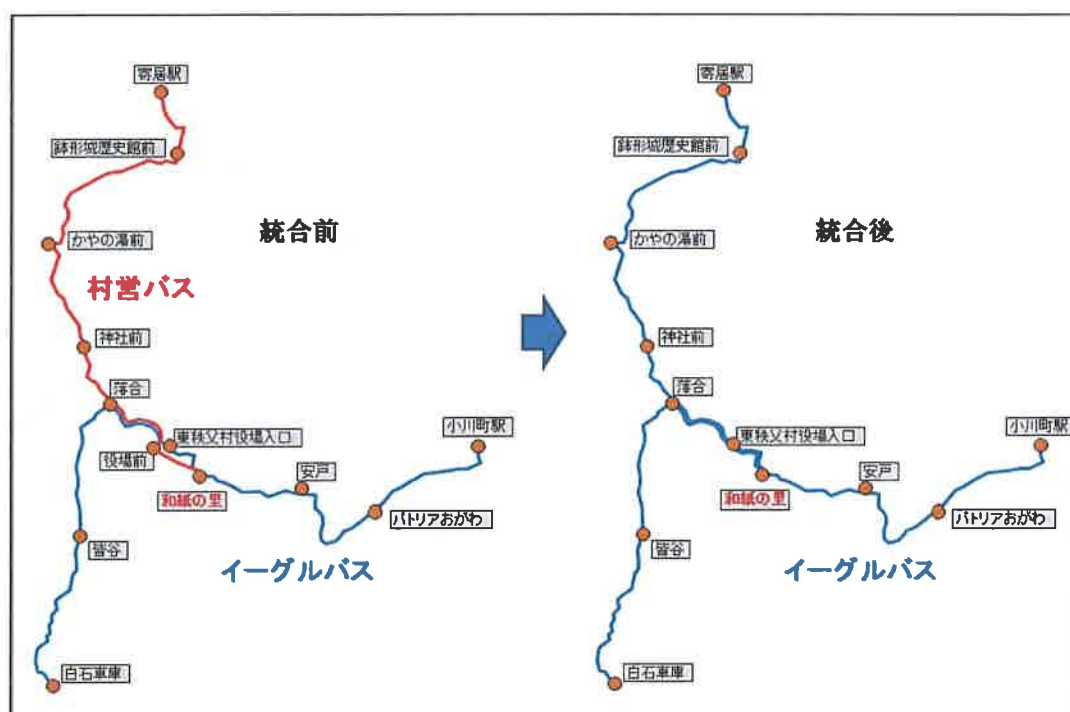 寄居駅
鉢形城歴史館前
統合前
かやの湯前
村営バス
神社前
落合
東秩父村役場入口
小川町駅
役場前
安戸
和紙の里
パトリアおがわ
皆谷
イーグルバス
白石車庫
寄居駅
鉢形城歴史館前
統合後
かやの湯前
神社前
落合
東秩父村役場入口
小川町駅
安戸
和紙の里
パトリアおがわ
皆谷
イーグルバス
白石車庫